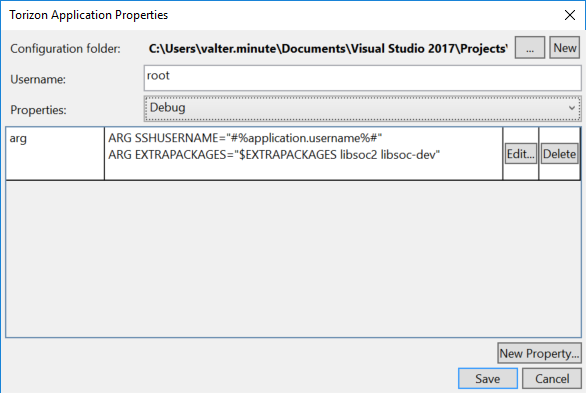 Torizon Application Properties
Configuration folder: C:\Users\valter.minute\Documents\Visual Studio 2017\Projects\ ... New
Username: root
Properties: Debug
arg ARG SSHUSERNAME="#%application.username%#" Edit... Delete
ARG EXTRAPACKAGES="$EXTRAPACKAGES libsoc2 libsoc-dev"
New Property...
Save Cancel